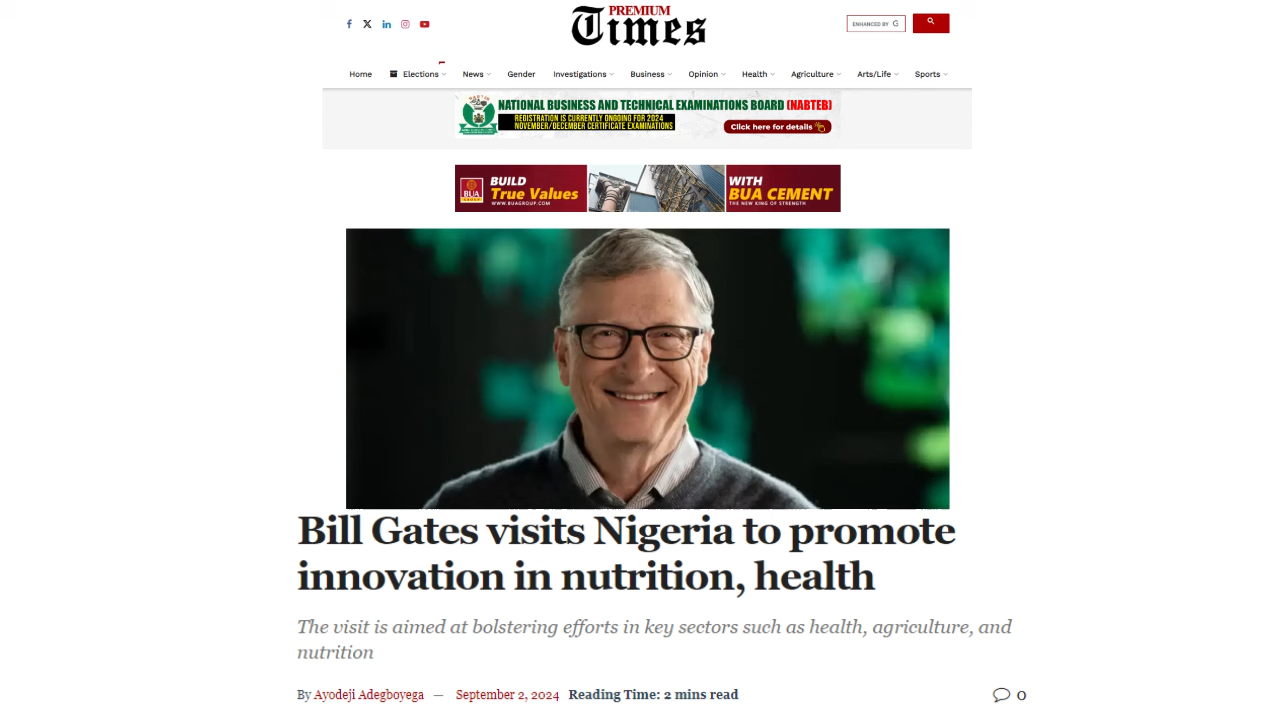 PREMIUM
Times
ENHANCED BY G
Home Elections News Gender Investigations Business Opinion Health Agriculture Arts/Life Sports
NATIONAL BUSINESS AND TECHNICAL EXAMINATIONS BOARD (NABTEB)
REGISTRATION IS CURRENTLY ONGOING FOR 2024
NOVEMBER/DECEMBER CERTIFICATE EXAMINATIONS
Click here for details
BUILD
True Values
WWW.BUAGROUP.COM
BUA
GROUP
WITH
BUA CEMENT
THE NEW KING OF STRENGTH
Bill Gates visits Nigeria to promote
innovation in nutrition, health
The visit is aimed at bolstering efforts in key sectors such as health, agriculture, and
nutrition
By Ayodeji Adegboyega — September 2, 2024 Reading Time: 2 mins read 0